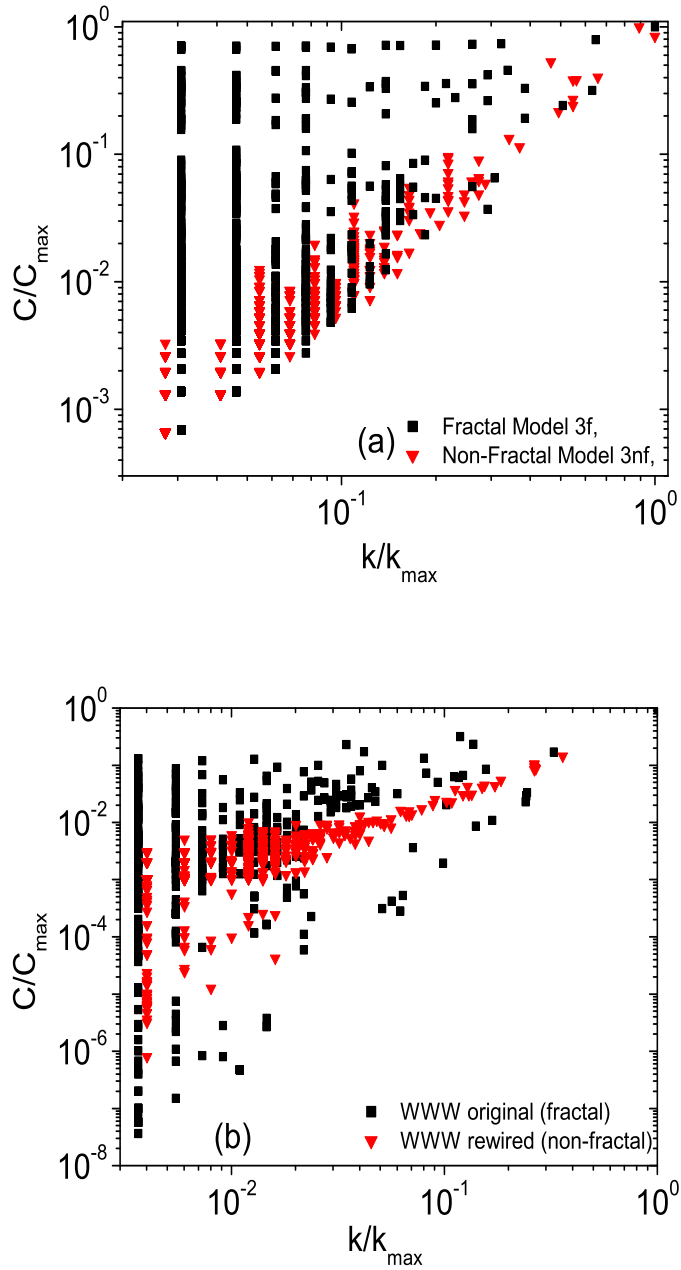 10^0
10^-1
10^-2
10^-3
C/C_max
(a)
Fractal Model 3f,
Non-Fractal Model 3nf,
10^-1
10^0
k/k_max
10^0
10^-2
10^-4
10^-6
10^-8
C/C_max
WWW original (fractal)
(b)
WWW rewired (non-fractal)
10^-2
10^-1
10^0
k/k_max